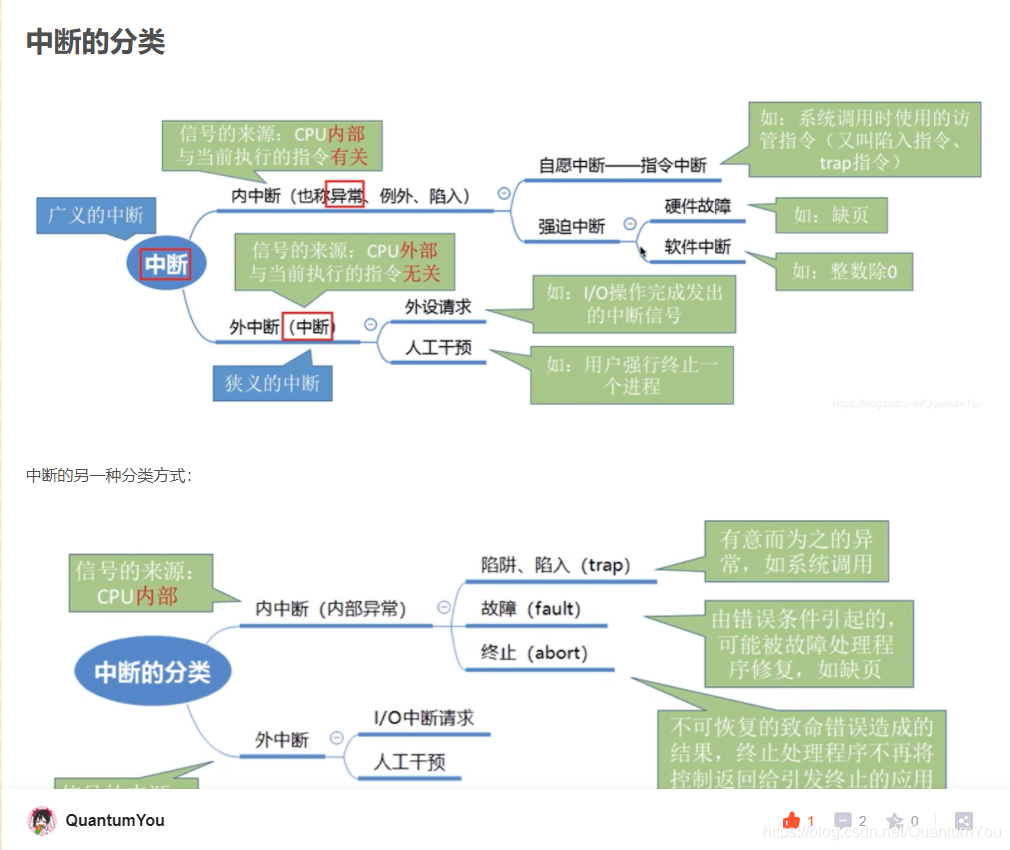 中断的分类
信号的来源：CPU内部
与当前执行的指令有关
如：系统调用时使用的访
管指令（又叫陷入指令、
trap指令）
自愿中断——指令中断
内中断（也称异常、例外、陷入）
硬件故障
如：缺页
广义的中断
强迫中断
软件中断
如：整数除0
中断
信号的来源：CPU外部
与当前执行的指令无关
外设请求
如：I/O操作完成发出
的中断信号
外中断（中断）
人工干预
如：用户强行终止一
个进程
狭义的中断
https://blog.csdn.net/QuantumYou
中断的另一种分类方式：
有意而为之的异
常，如系统调用
陷阱、陷入（trap）
信号的来源：
CPU内部
内中断（内部异常）
故障（fault）
由错误条件引起的，
可能被故障处理程
序修复，如缺页
终止（abort）
中断的分类
I/O中断请求
不可恢复的致命错误造成的
结果，终止处理程序不再将
控制返回给引发终止的应用
外中断
人工干预
QuantumYou
1
2
0
https://blog.csdn.net/QuantumYou